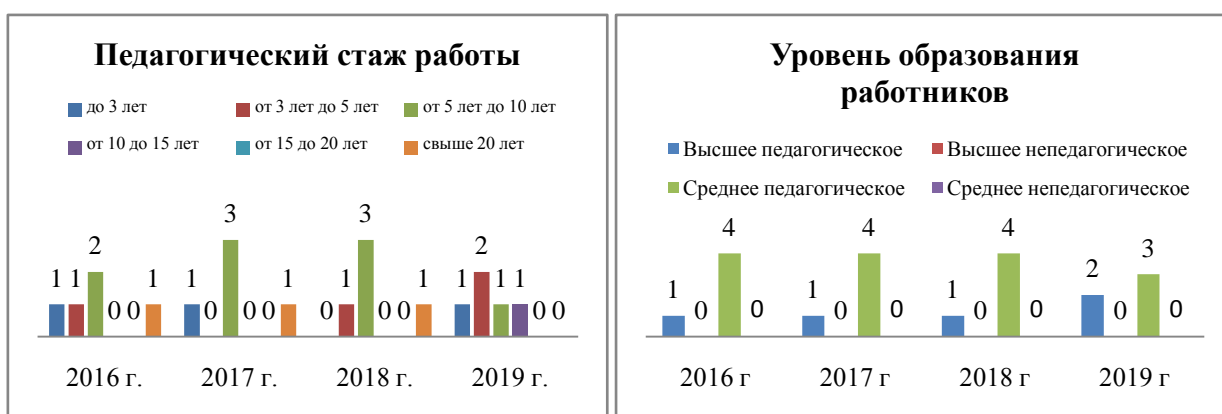 Педагогический стаж работы
до 3 лет от 3 лет до 5 лет от 5 лет до 10 лет
от 10 до 15 лет от 15 до 20 лет свыше 20 лет
1 1 2 0 0 1 1 0 3 0 0 1 0 1 3 0 0 1 1 2 1 1 0 0
2016 г. 2017 г. 2018 г. 2019 г.
Уровень образования
работников
Высшее педагогическое Высшее непедагогическое
Среднее педагогическое Среднее непедагогическое
1 0 4 0 1 0 4 0 1 0 4 0 2 0 3 0
2016 г 2017 г 2018 г 2019 г